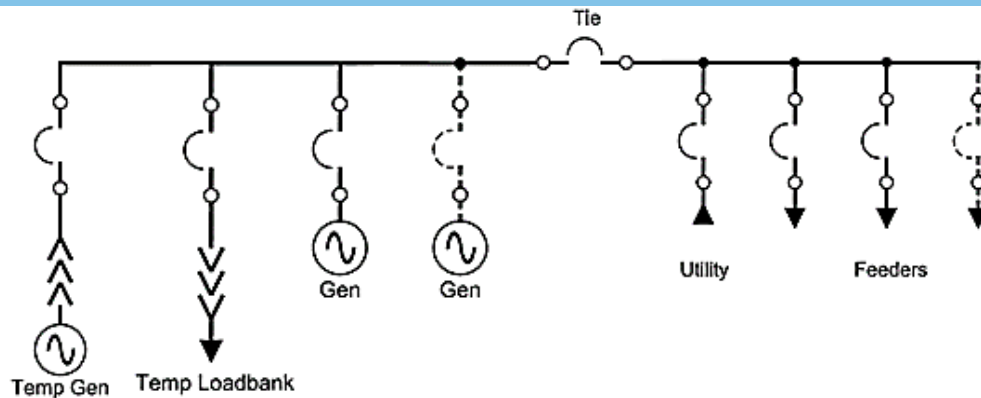 Tie
Gen
Gen
Utility
Feeders
Temp Gen
Temp Loadbank